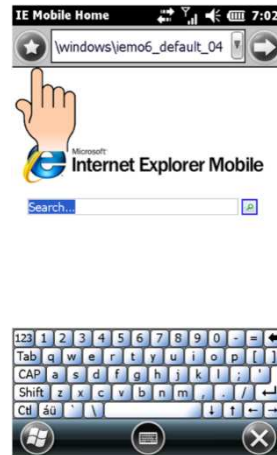 IE Mobile Home 7:02
\windows\iemo6_default_04
Microsoft
Internet Explorer Mobile
Search...
123 1 2 3 4 5 6 7 8 9 0 - =
Tab q w e r t y u i o p [ ]
CAP a s d f g h j k l ; '
Shift z x c v b n m , . /
Ctl áü ` \